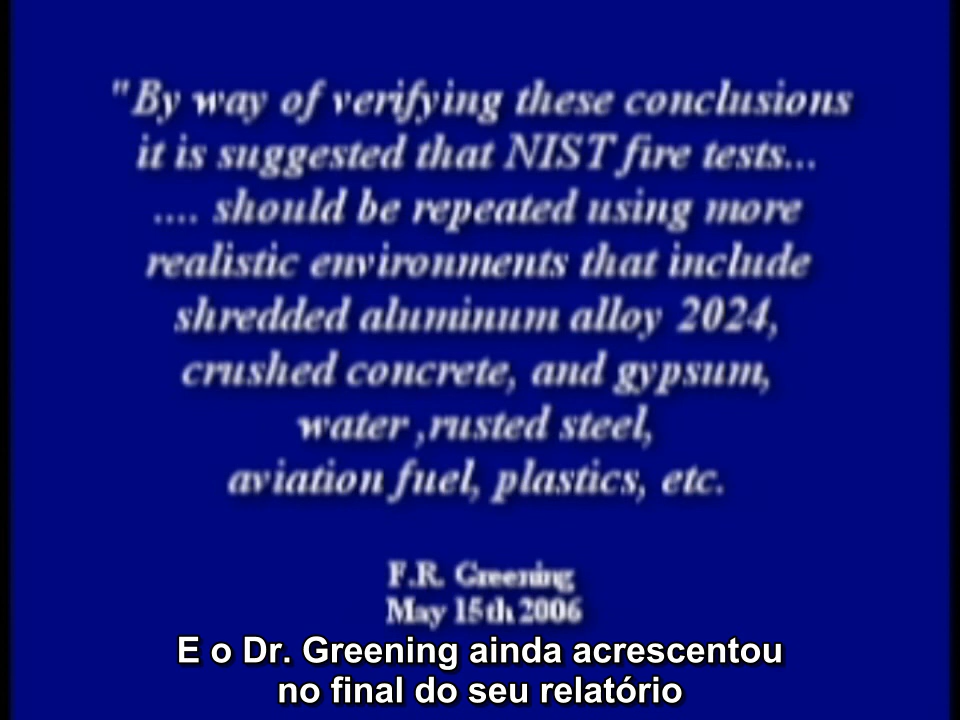 "By way of verifying these conclusions
it is suggested that NIST fire tests...
.... should be repeated using more
realistic environments that include
shredded aluminum alloy 2024,
crushed concrete, and gypsum,
water ,rusted steel,
aviation fuel, plastics, etc.
F.R. Greening
May 15th 2006
E o Dr. Greening ainda acrescentou
no final do seu relatório